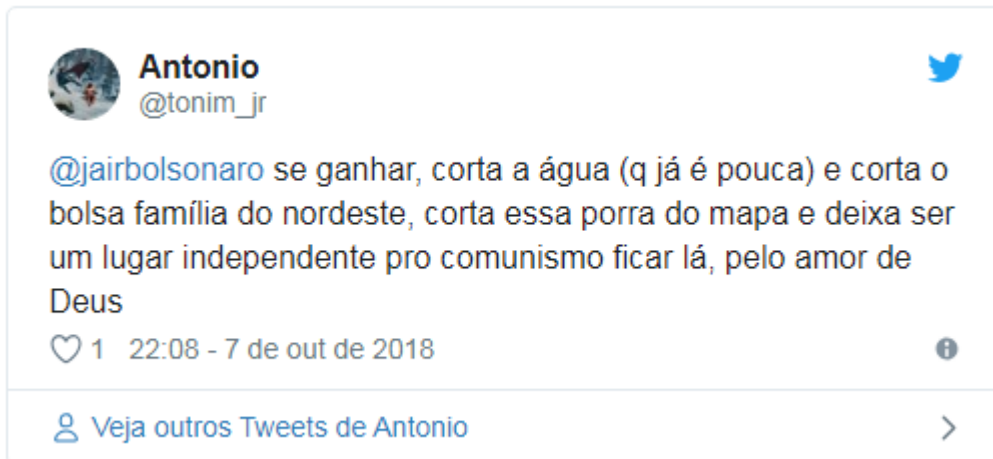 Antonio
@tonim_jr
@jairbolsonaro se ganhar, corta a água (q já é pouca) e corta o
bolsa família do nordeste, corta essa porra do mapa e deixa ser
um lugar independente pro comunismo ficar lá, pelo amor de
Deus
1 22:08 - 7 de out de 2018
Veja outros Tweets de Antonio